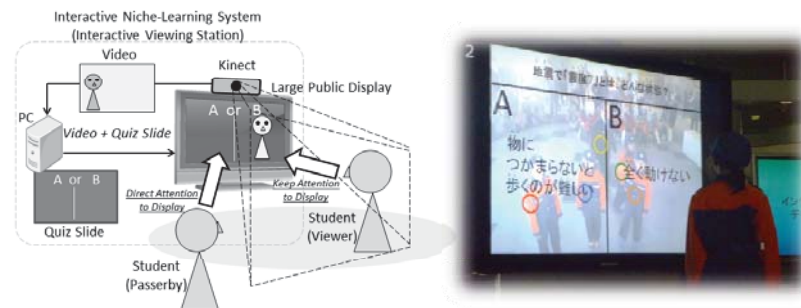 Interactive Niche-Learning System
(Interactive Viewing Station)
Video
Kinect
Large Public Display
PC
A or B
Video + Quiz Slide
A or B
Direct Attention
to Display
Keep Attention
to Display
Quiz Slide
Student
(Viewer)
Student
(Passerby)
2
地震で「震度7」とは、どんな状態?
A
物に
つかまらないと
歩くのが難しい
B
全く動けない